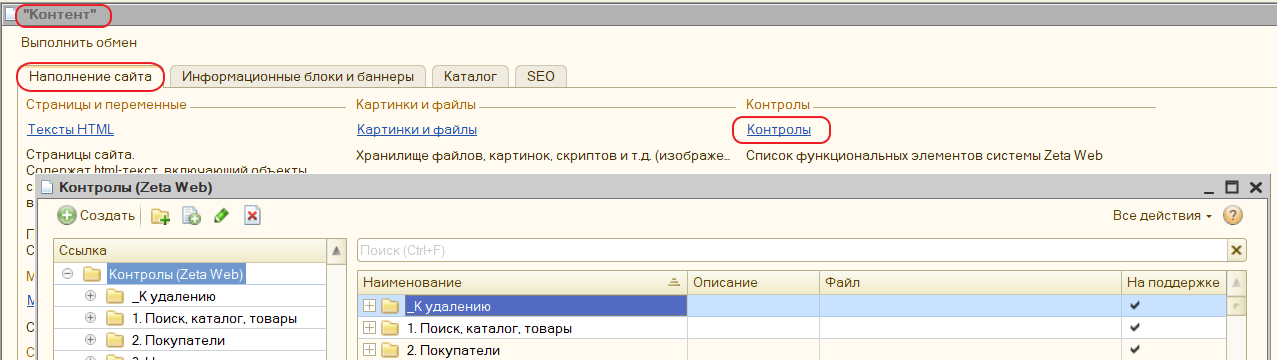 "Контент"
Выполнить обмен
Наполнение сайта Информационные блоки и баннеры Каталог SEO
Страницы и переменные Картинки и файлы Контролы
Тексты HTML Картинки и файлы Контролы
Страницы сайта. Хранилище файлов, картинок, скриптов и т.д. (изображе... Список функциональных элементов системы Zeta Web
Содержат html-текст, включающий объекты
с
в
Контролы (Zeta Web)
Создать Все действия
П
С
Ссылка Поиск (Ctrl+F)
М
Контролы (Zeta Web) Наименование Описание Файл На поддержке
_К удалению _К удалению
1. Поиск, каталог, товары 1. Поиск, каталог, товары
2. Покупатели 2. Покупатели